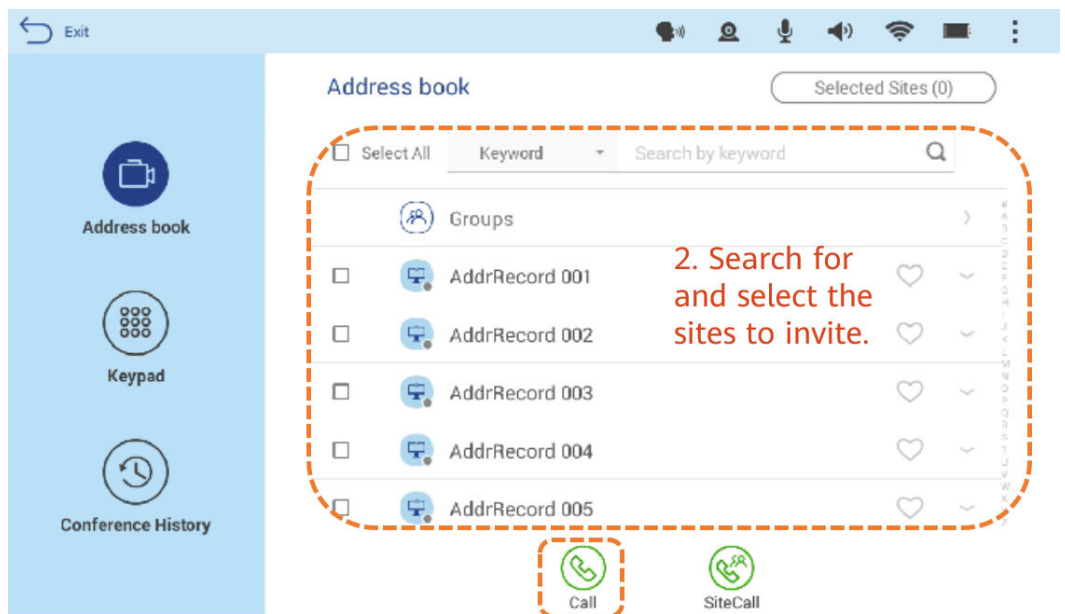 Exit
Address book
Selected Sites (0)
Select All
Keyword
Search by keyword
Groups
AddrRecord 001
AddrRecord 002
AddrRecord 003
AddrRecord 004
AddrRecord 005
2. Search for
and select the
sites to invite.
Address book
Keypad
Conference History
Call
SiteCall